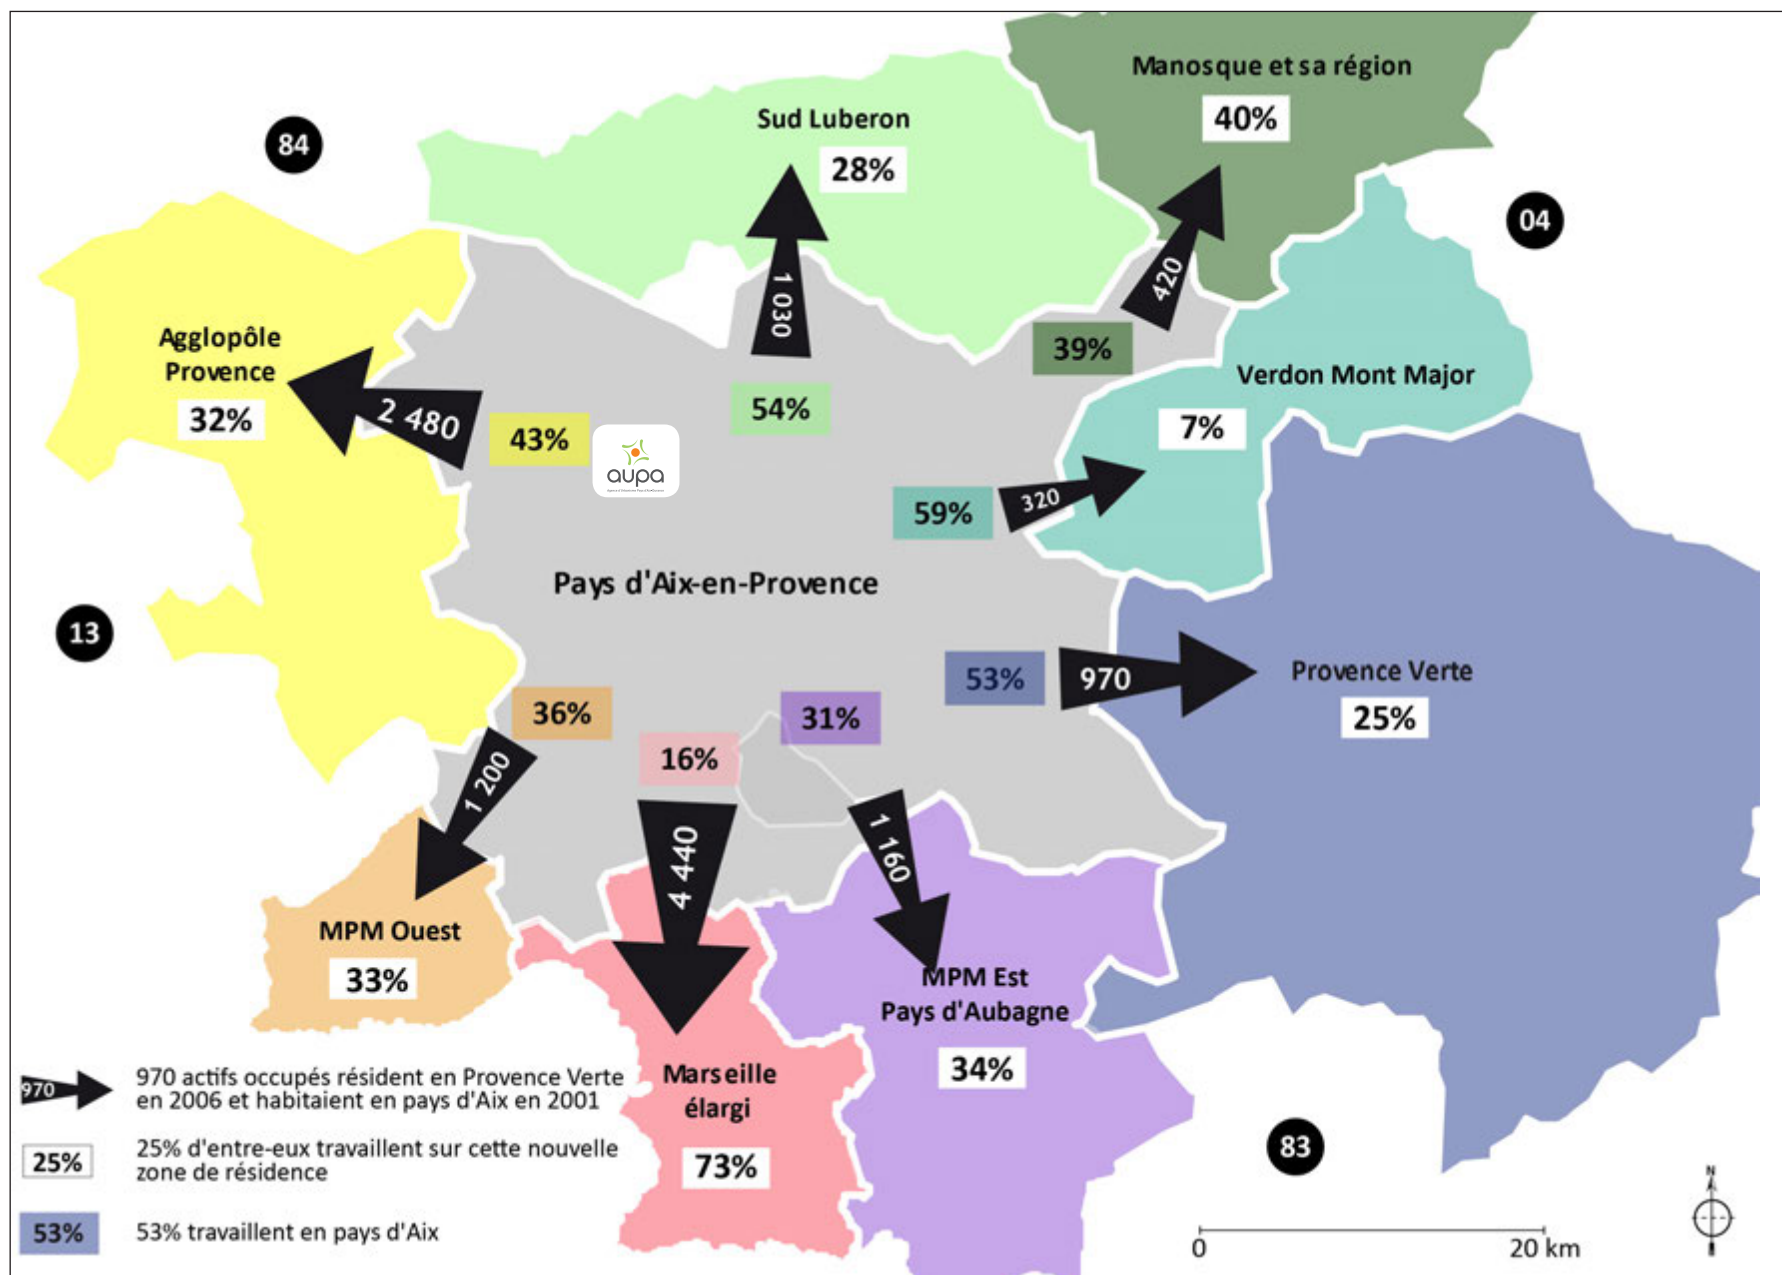 Manosque et sa région
40%
Sud Luberon
28%
84
04
1 030
420
39%
Agglopôle
Provence
32%
2 480
43%
54%
aupa
Verdon Mont Major
7%
59%
320
Pays d'Aix-en-Provence
13
53%
970
Provence Verte
25%
36%
31%
16%
1 200
4 440
1 160
MPM Ouest
33%
MPM Est
Pays d'Aubagne
34%
Marseille
élargi
73%
83
970
970 actifs occupés résident en Provence Verte
en 2006 et habitaient en pays d'Aix en 2001
25%
25% d'entre-eux travaillent sur cette nouvelle
zone de résidence
53%
53% travaillent en pays d'Aix
N
0
20 km